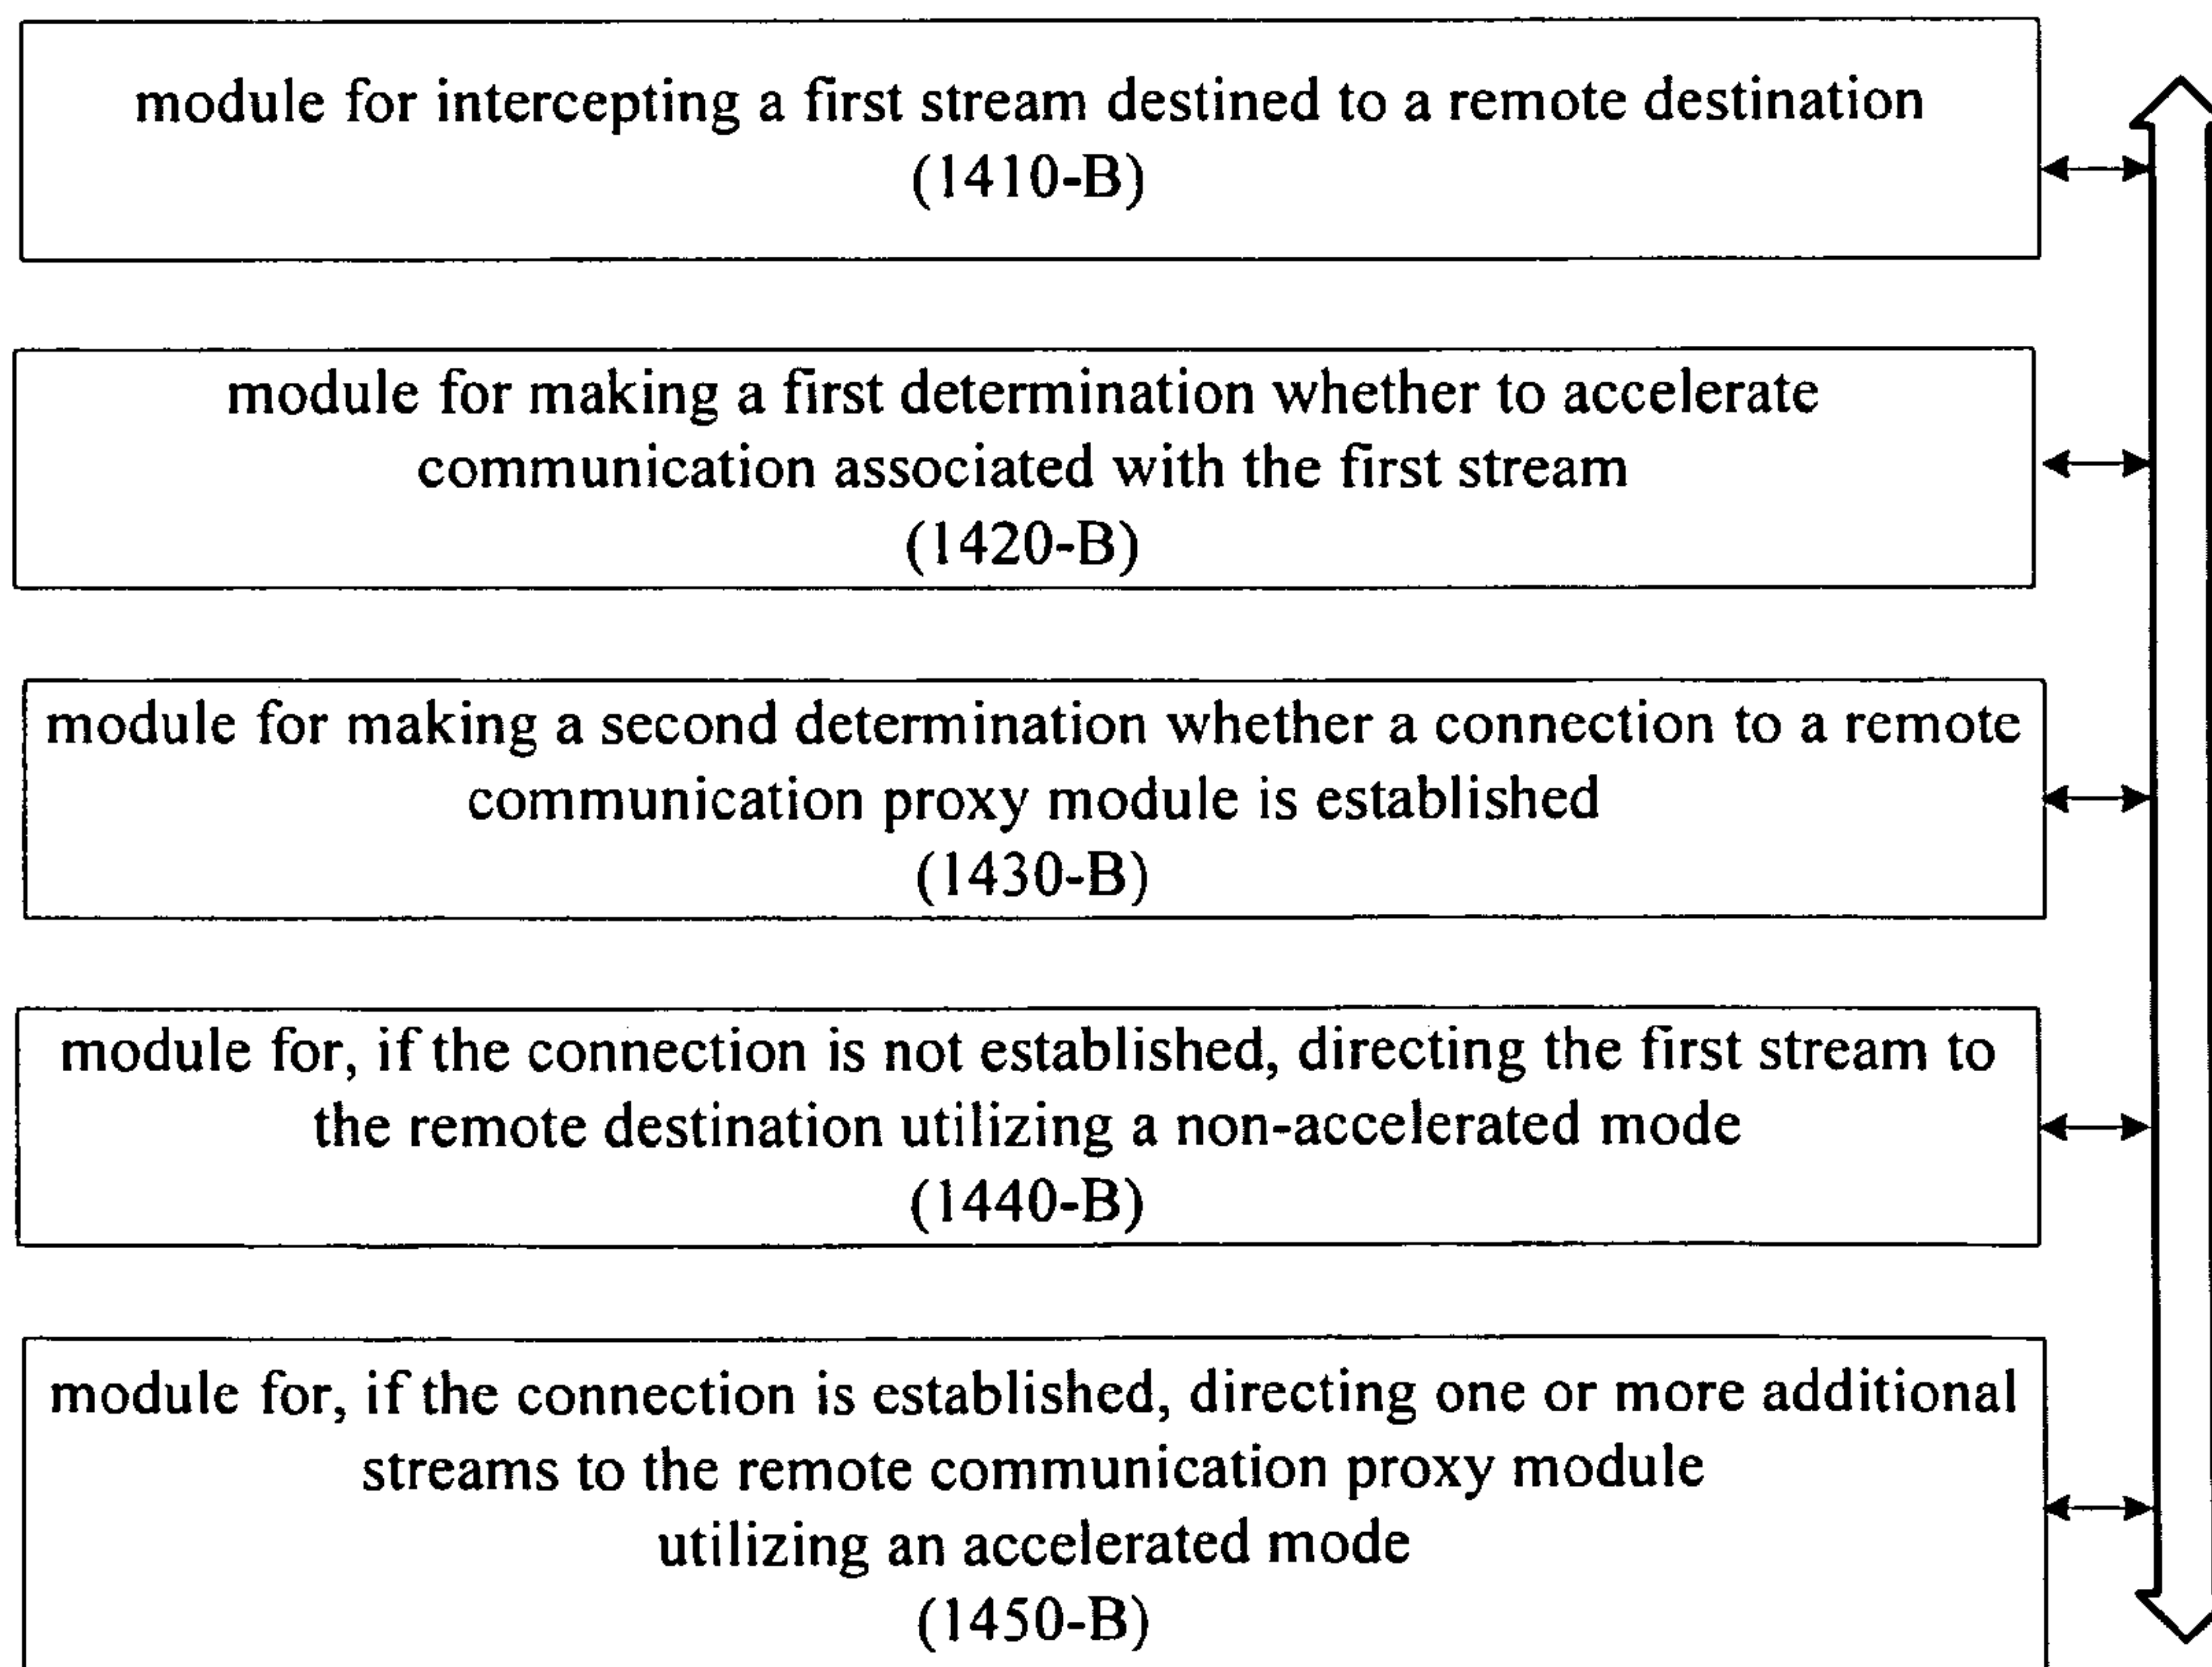 module for intercepting a first stream destined to a remote destination
(1410-B)
module for making a first determination whether to accelerate
communication associated with the first stream
(1420-B)
module for making a second determination whether a connection to a remote
communication proxy module is established
(1430-B)
module for, if the connection is not established, directing the first stream to
the remote destination utilizing a non-accelerated mode
(1440-B)
module for, if the connection is established, directing one or more additional
streams to the remote communication proxy module
utilizing an accelerated mode
(1450-B)